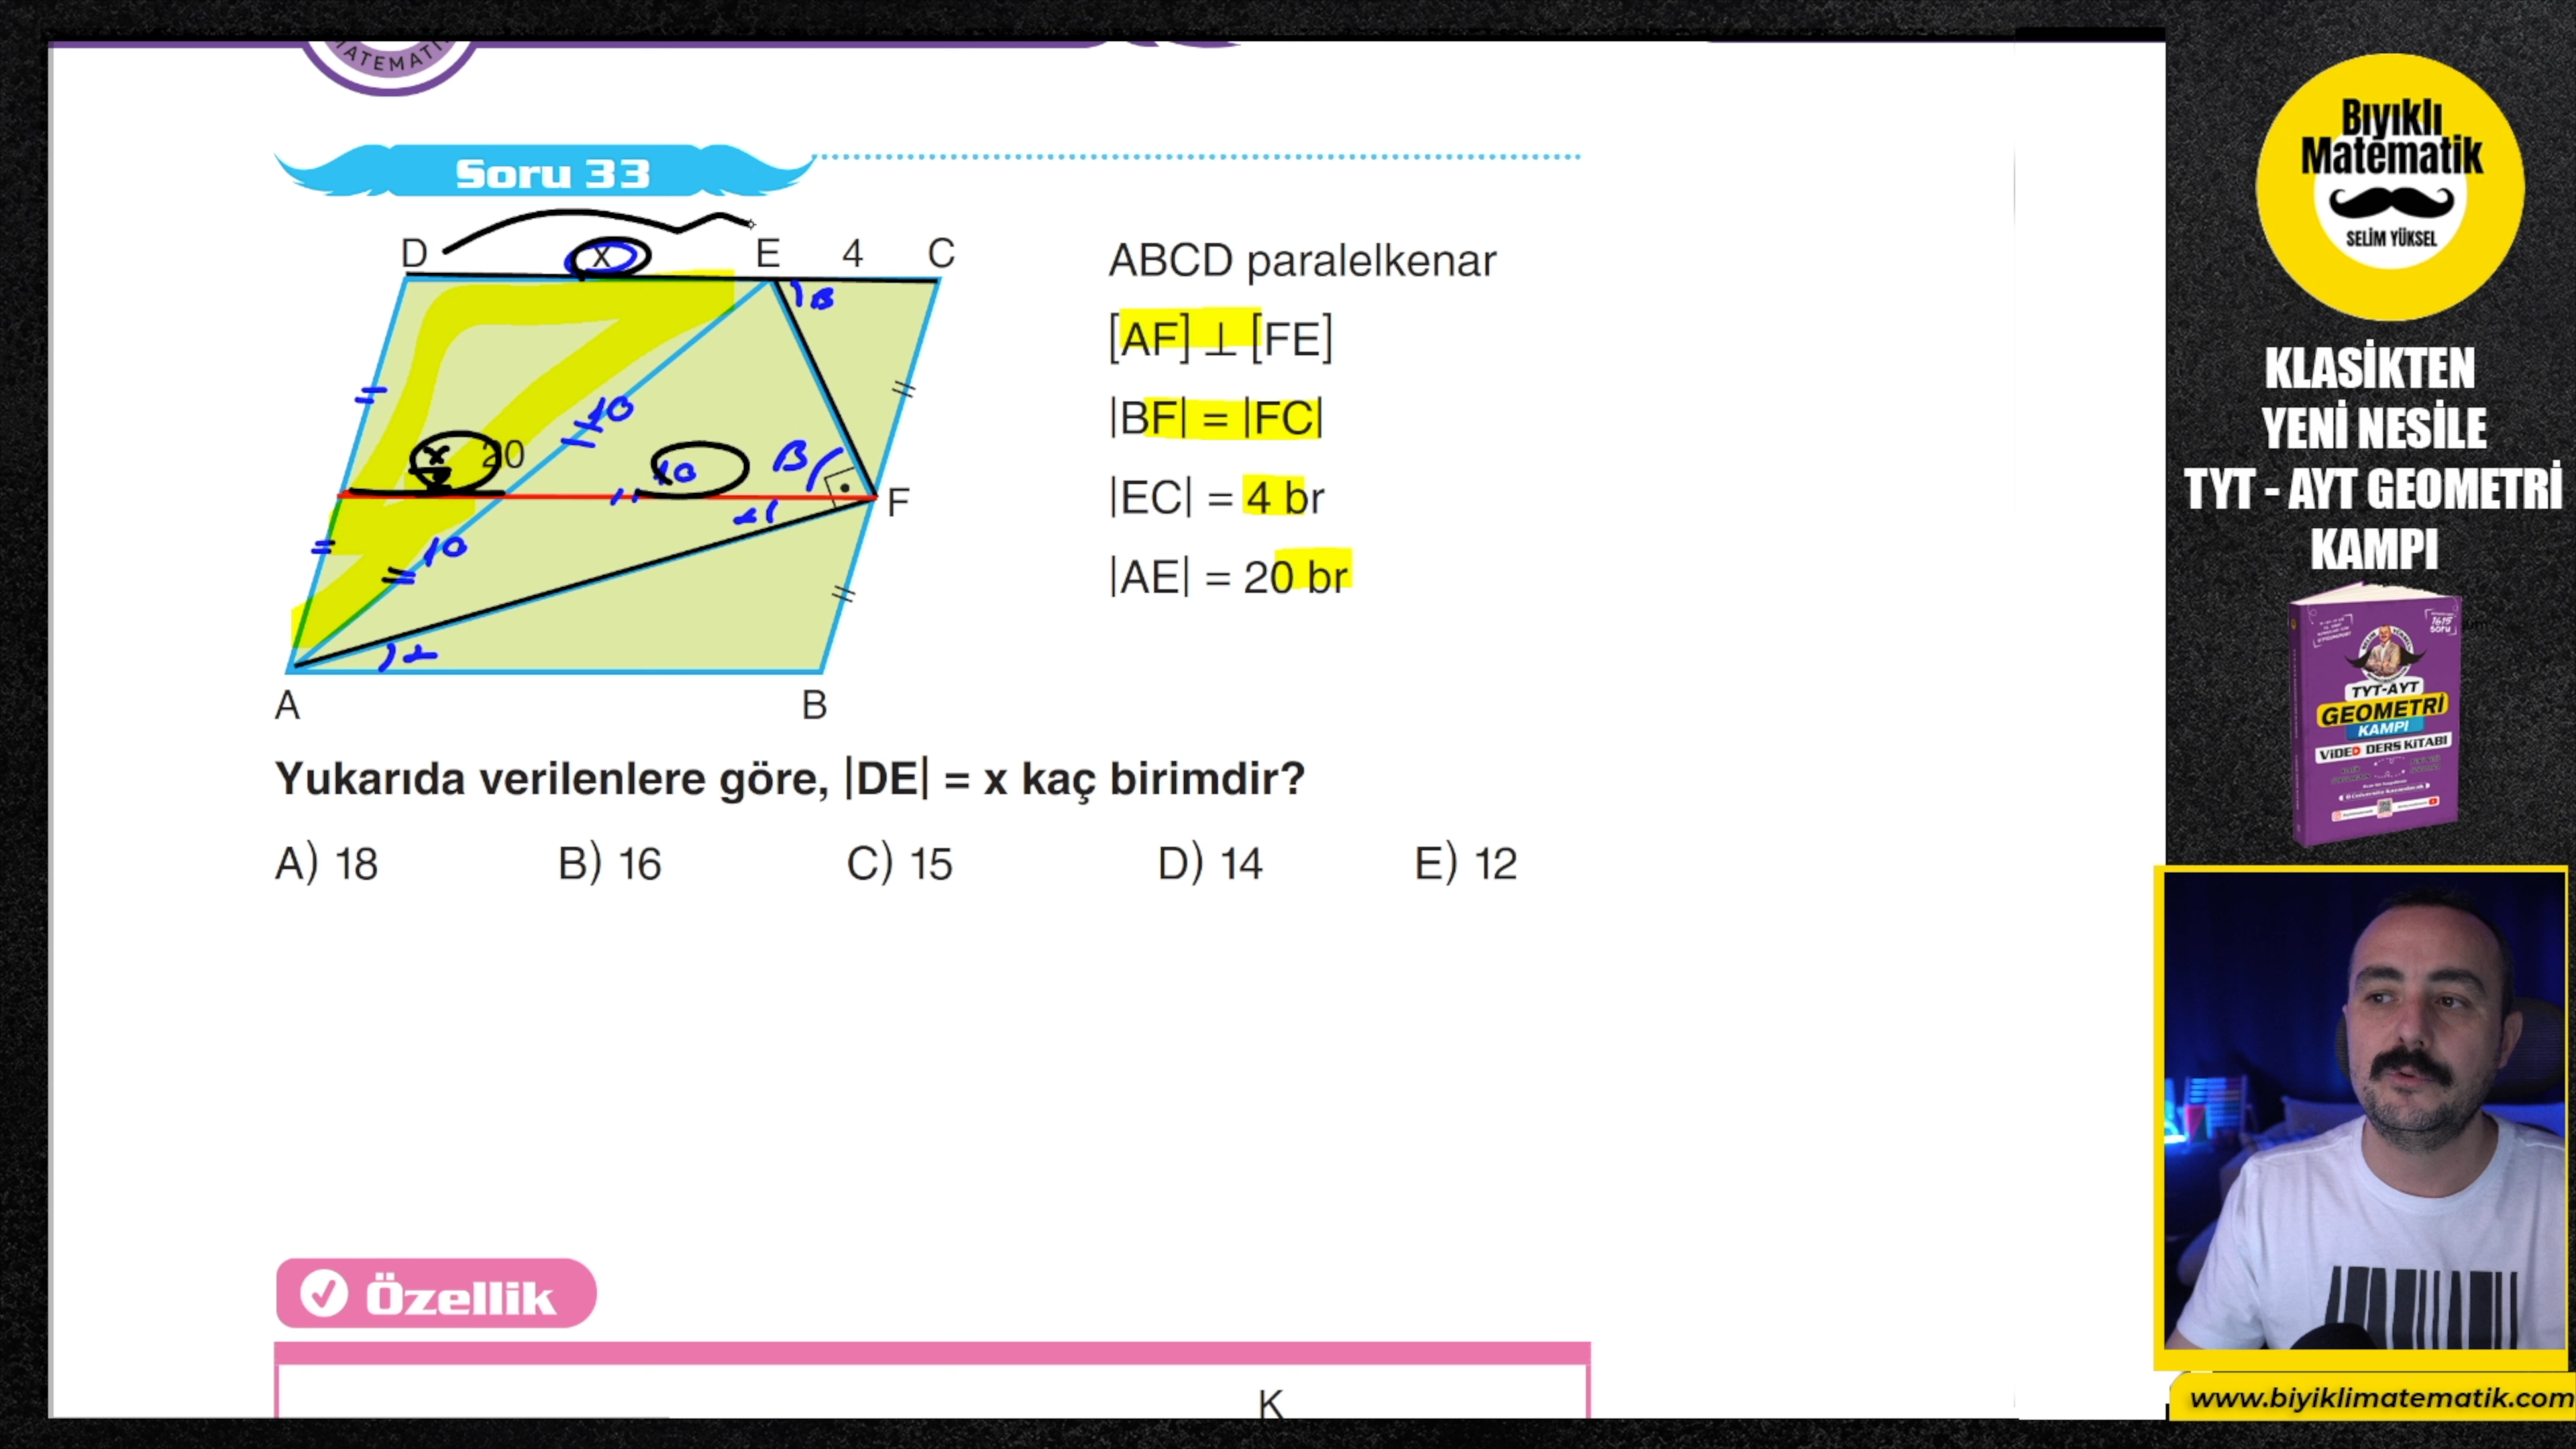 MATEMATİ
Soru 33
D x E 4 C
B
20
10
x
2
10
B
F
10
A B
ABCD paralelkenar
[AF] ⊥ [FE]
|BF| = |FC|
|EC| = 4 br
|AE| = 20 br
Yukarıda verilenlere göre, |DE| = x kaç birimdir?
A) 18 B) 16 C) 15 D) 14 E) 12
Özellik
K
Bıyıklı
Matematik
SELİM YÜKSEL
KLASİKTEN
YENİ NESİLE
TYT - AYT GEOMETRİ
KAMPI
1615
soru
TYT-AYT
GEOMETRİ
KAMPI
VİDEO DERS KİTABI
www.biyiklimatematik.com